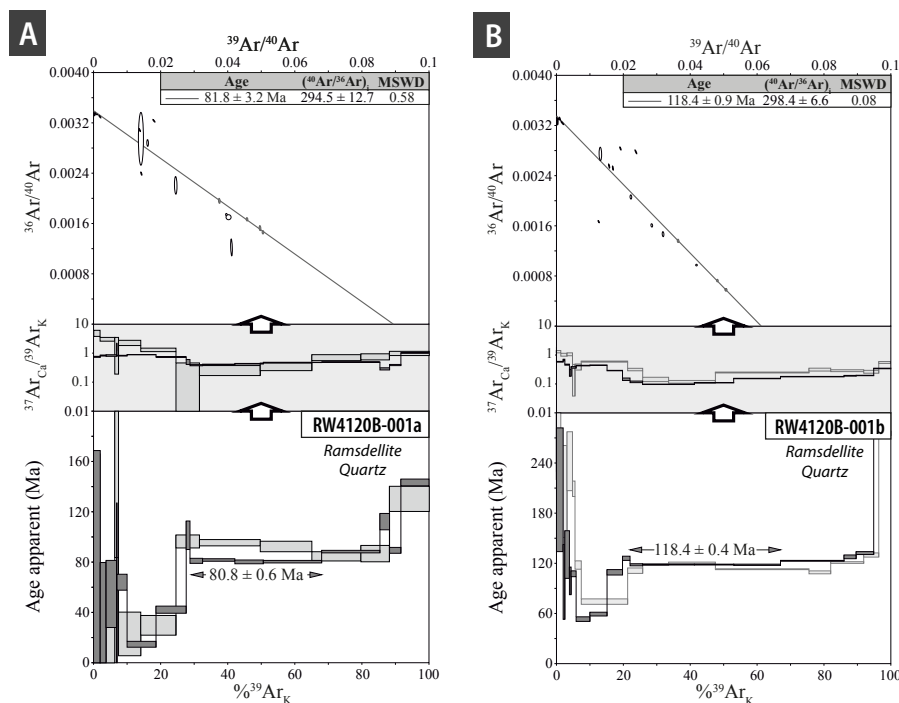 A
³⁹Ar/⁴⁰Ar
0 0.02 0.04 0.06 0.08 0.1
Age (⁴⁰Ar/³⁶Ar)ᵢ MSWD
81.8 ± 3.2 Ma 294.5 ± 12.7 0.58
0.0040
0.0032
0.0024
0.0016
0.0008
³⁶Ar/⁴⁰Ar
10
1
0.1
0.01
³⁷Ar_Ca/³⁹Ar_K
RW4120B-001a
Ramsdellite
Quartz
160
120
80
40
0
Age apparent (Ma)
80.8 ± 0.6 Ma
0 20 40 60 80 100
%³⁹Ar_K
B
³⁹Ar/⁴⁰Ar
0 0.02 0.04 0.06 0.08 0.1
Age (⁴⁰Ar/³⁶Ar)ᵢ MSWD
118.4 ± 0.9 Ma 298.4 ± 6.6 0.08
0.0040
0.0032
0.0024
0.0016
0.0008
³⁶Ar/⁴⁰Ar
10
1
0.1
0.01
³⁷Ar_Ca/³⁹Ar_K
RW4120B-001b
Ramsdellite
Quartz
240
180
120
60
0
Age apparent (Ma)
118.4 ± 0.4 Ma
0 20 40 60 80 100
%³⁹Ar_K